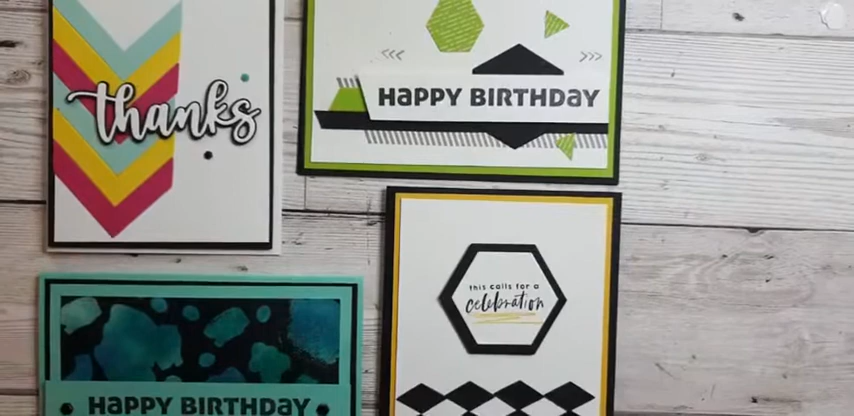 thanks
HAPPY BIRTHDAY
this calls for a
celebration
HAPPY BIRTHDAY